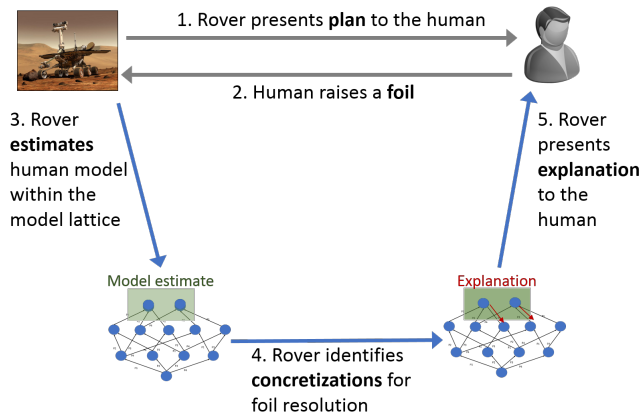 1. Rover presents plan to the human
2. Human raises a foil
3. Rover
estimates
human model
within the
model lattice
5. Rover
presents
explanation
to the
human
Model estimate
Explanation
4. Rover identifies
concretizations for
foil resolution